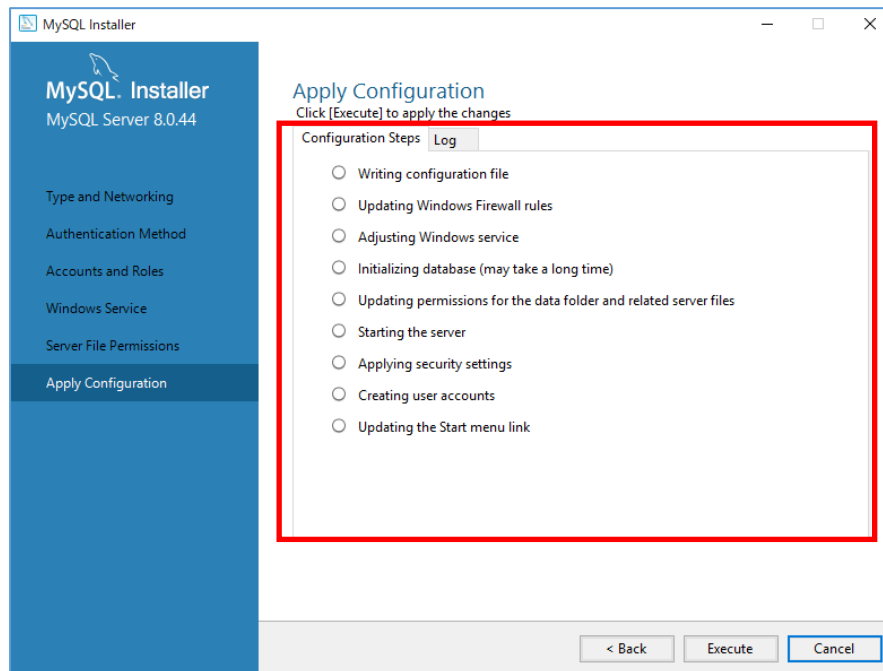 MySQL Installer
MySQL. Installer
MySQL Server 8.0.44
Type and Networking
Authentication Method
Accounts and Roles
Windows Service
Server File Permissions
Apply Configuration
Apply Configuration
Click [Execute] to apply the changes
Configuration Steps Log
Writing configuration file
Updating Windows Firewall rules
Adjusting Windows service
Initializing database (may take a long time)
Updating permissions for the data folder and related server files
Starting the server
Applying security settings
Creating user accounts
Updating the Start menu link
< Back Execute Cancel